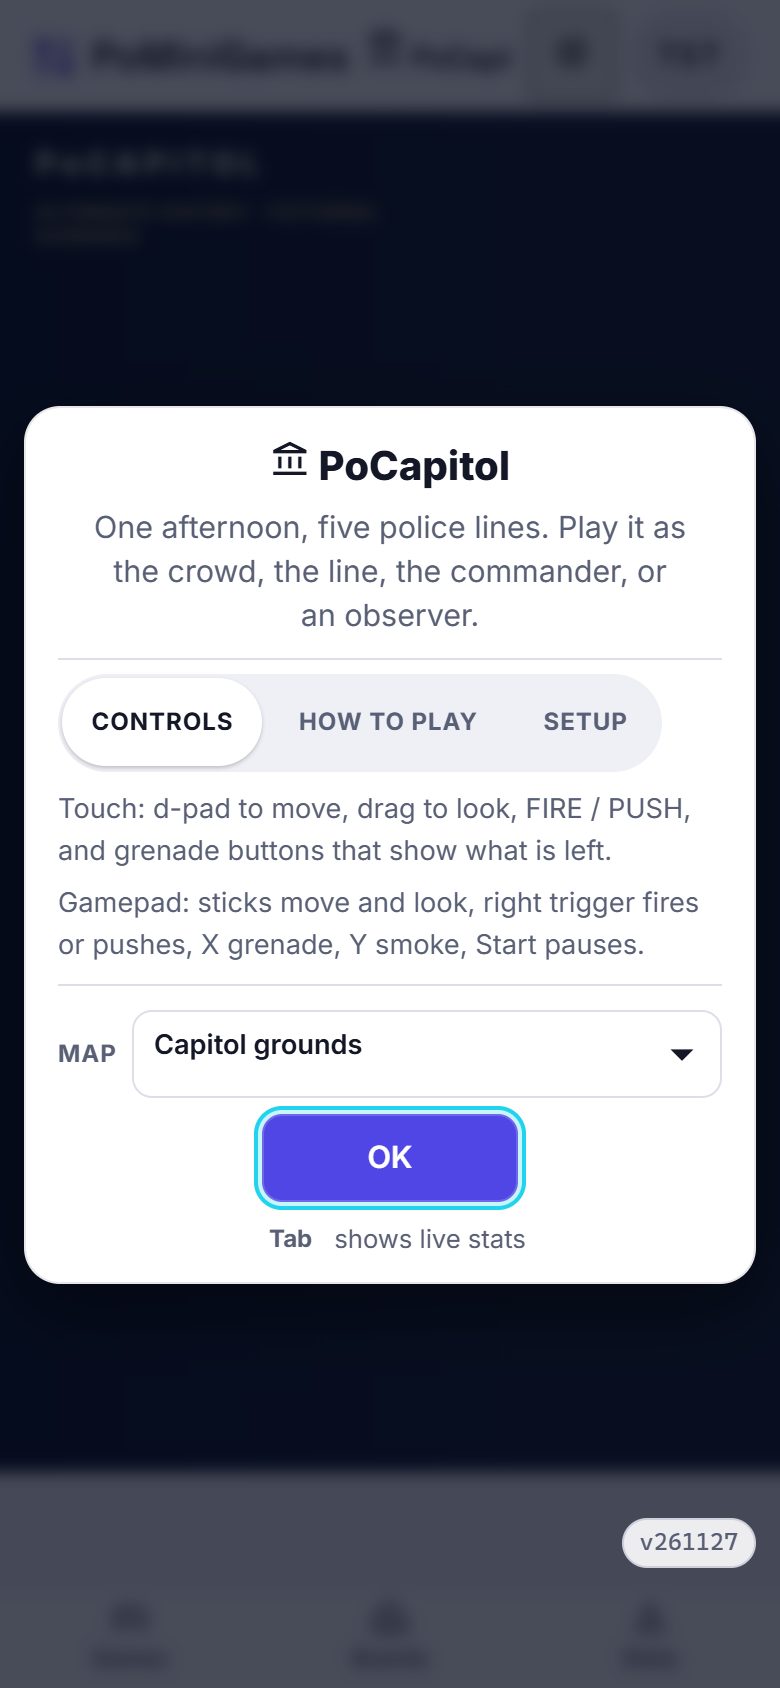 PoMiniGames PoCapi
PoCAPITOL
PoCapitol
One afternoon, five police lines. Play it as
the crowd, the line, the commander, or
an observer.
CONTROLS HOW TO PLAY SETUP
Touch: d-pad to move, drag to look, FIRE / PUSH,
and grenade buttons that show what is left.
Gamepad: sticks move and look, right trigger fires
or pushes, X grenade, Y smoke, Start pauses.
MAP Capitol grounds
OK
Tab shows live stats
v261127